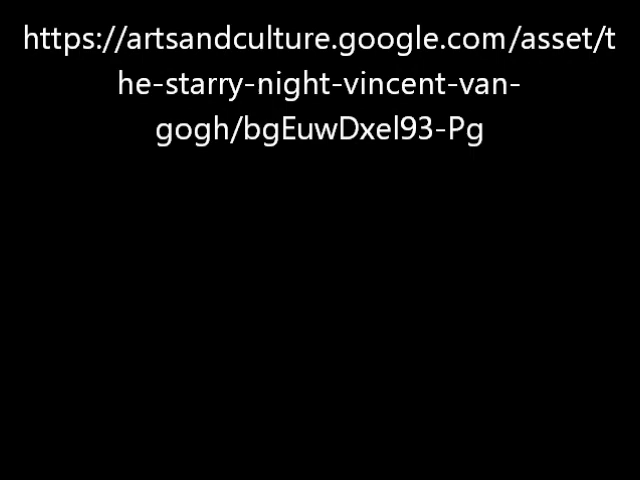 https://artsandculture.google.com/asset/t
he-starry-night-vincent-van-
gogh/bgEuwDxel93-Pg